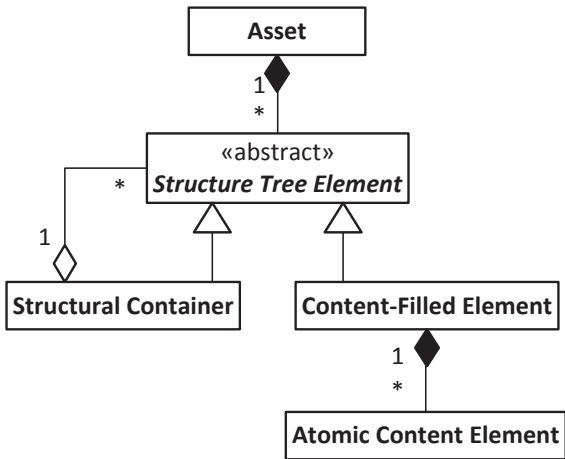 Asset
1
*
«abstract»
Structure Tree Element
*
1
Structural Container
Content-Filled Element
1
*
Atomic Content Element